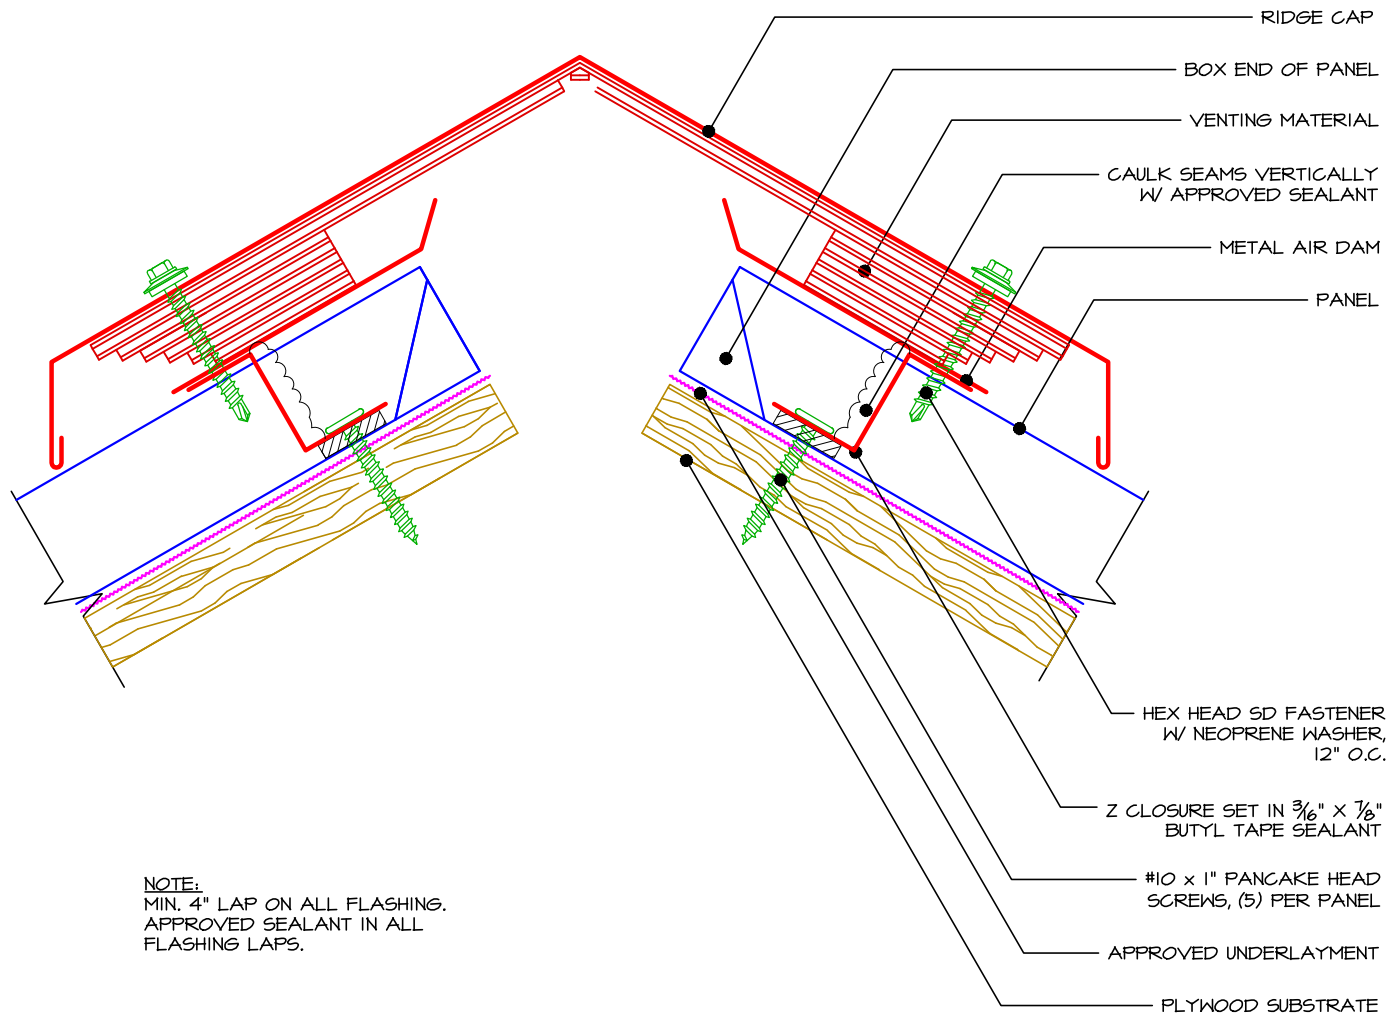 RIDGE CAP
BOX END OF PANEL
VENTING MATERIAL
CAULK SEAMS VERTICALLY
W/ APPROVED SEALANT
METAL AIR DAM
PANEL
HEX HEAD SD FASTENER
W/ NEOPRENE WASHER,
12" O.C.
Z CLOSURE SET IN 3/16" X 7/8"
BUTYL TAPE SEALANT
#10 x 1" PANCAKE HEAD
SCREWS, (5) PER PANEL
APPROVED UNDERLAYMENT
PLYWOOD SUBSTRATE
NOTE:
MIN. 4" LAP ON ALL FLASHING.
APPROVED SEALANT IN ALL
FLASHING LAPS.